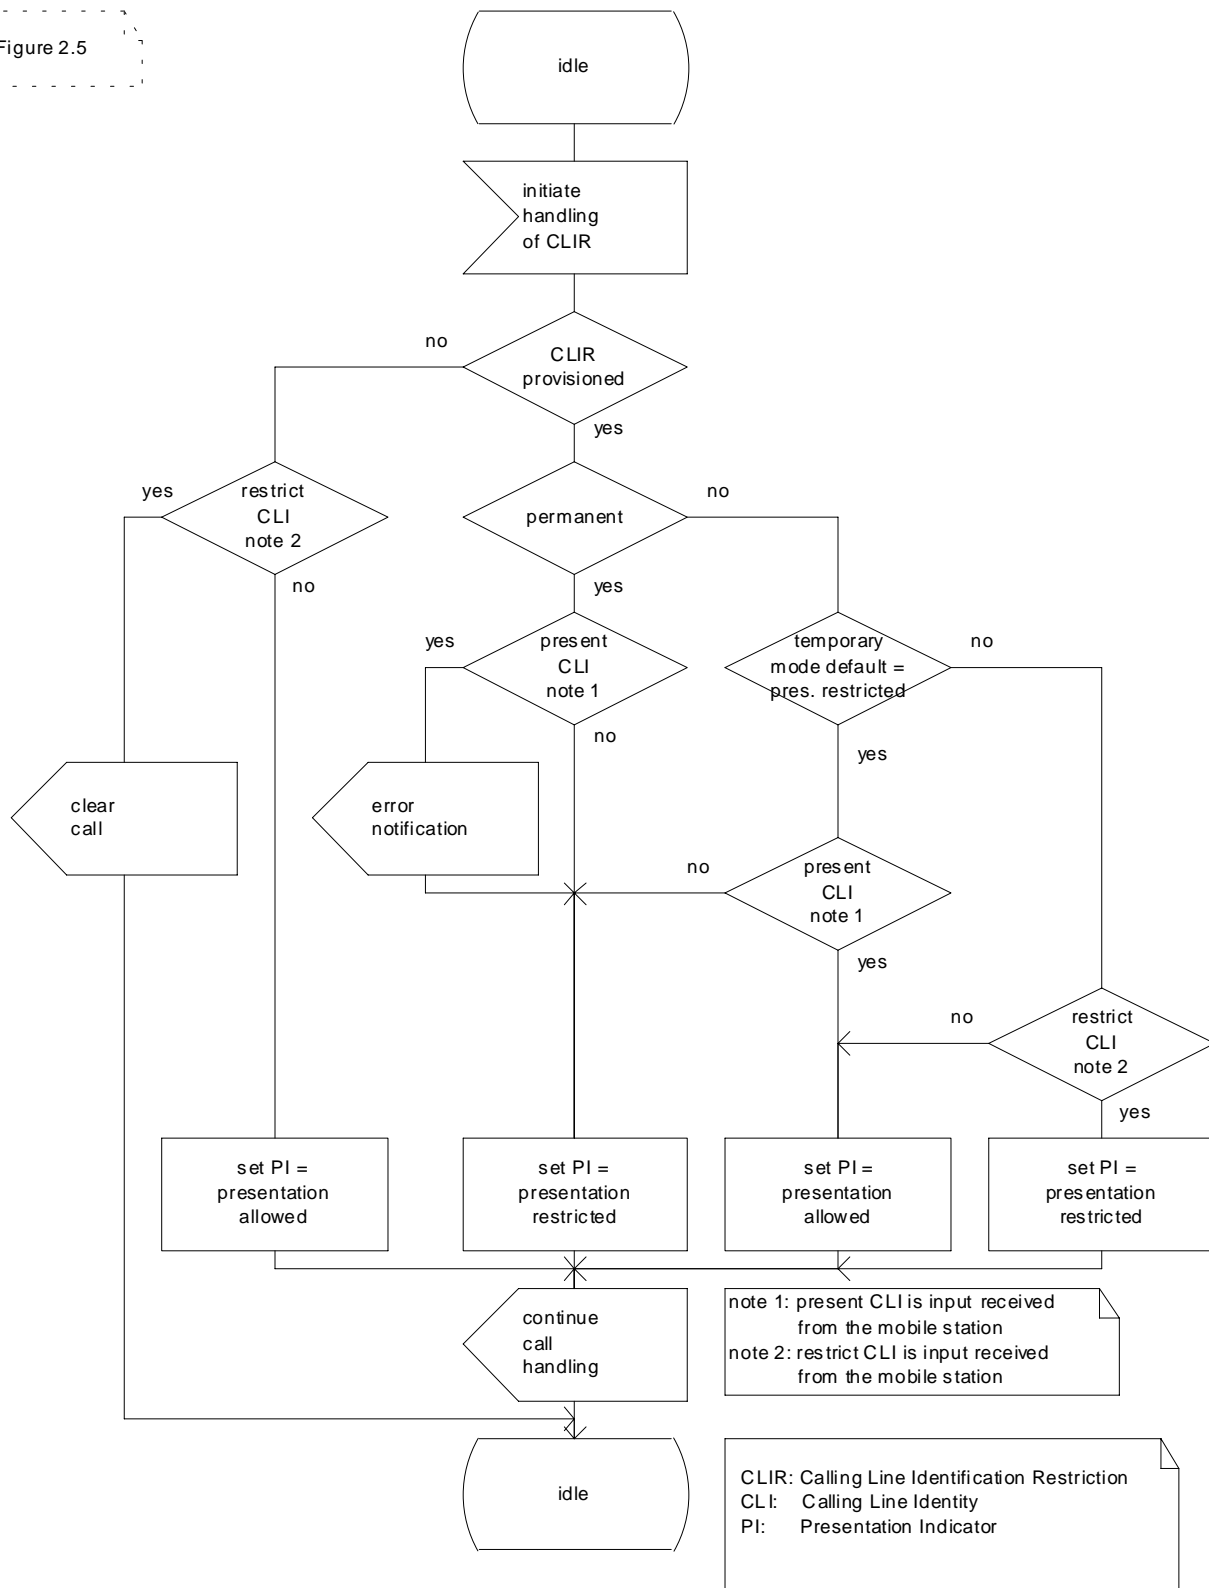 Figure 2.5
idle
initiate
handling
of CLIR
no
CLIR
provisioned
yes
yes
restrict
CLI
note 2
no
permanent
no
yes
yes
present
CLI
note 1
no
temporary
mode default =
pres. restricted
no
yes
clear
call
error
notification
no
present
CLI
note 1
yes
no
restrict
CLI
note 2
yes
set PI =
presentation
allowed
set PI =
presentation
restricted
set PI =
presentation
allowed
set PI =
presentation
restricted
continue
call
handling
note 1: present CLI is input received
from the mobile station
note 2: restrict CLI is input received
from the mobile station
idle
CLIR: Calling Line Identification Restriction
CLI: Calling Line Identity
PI: Presentation Indicator